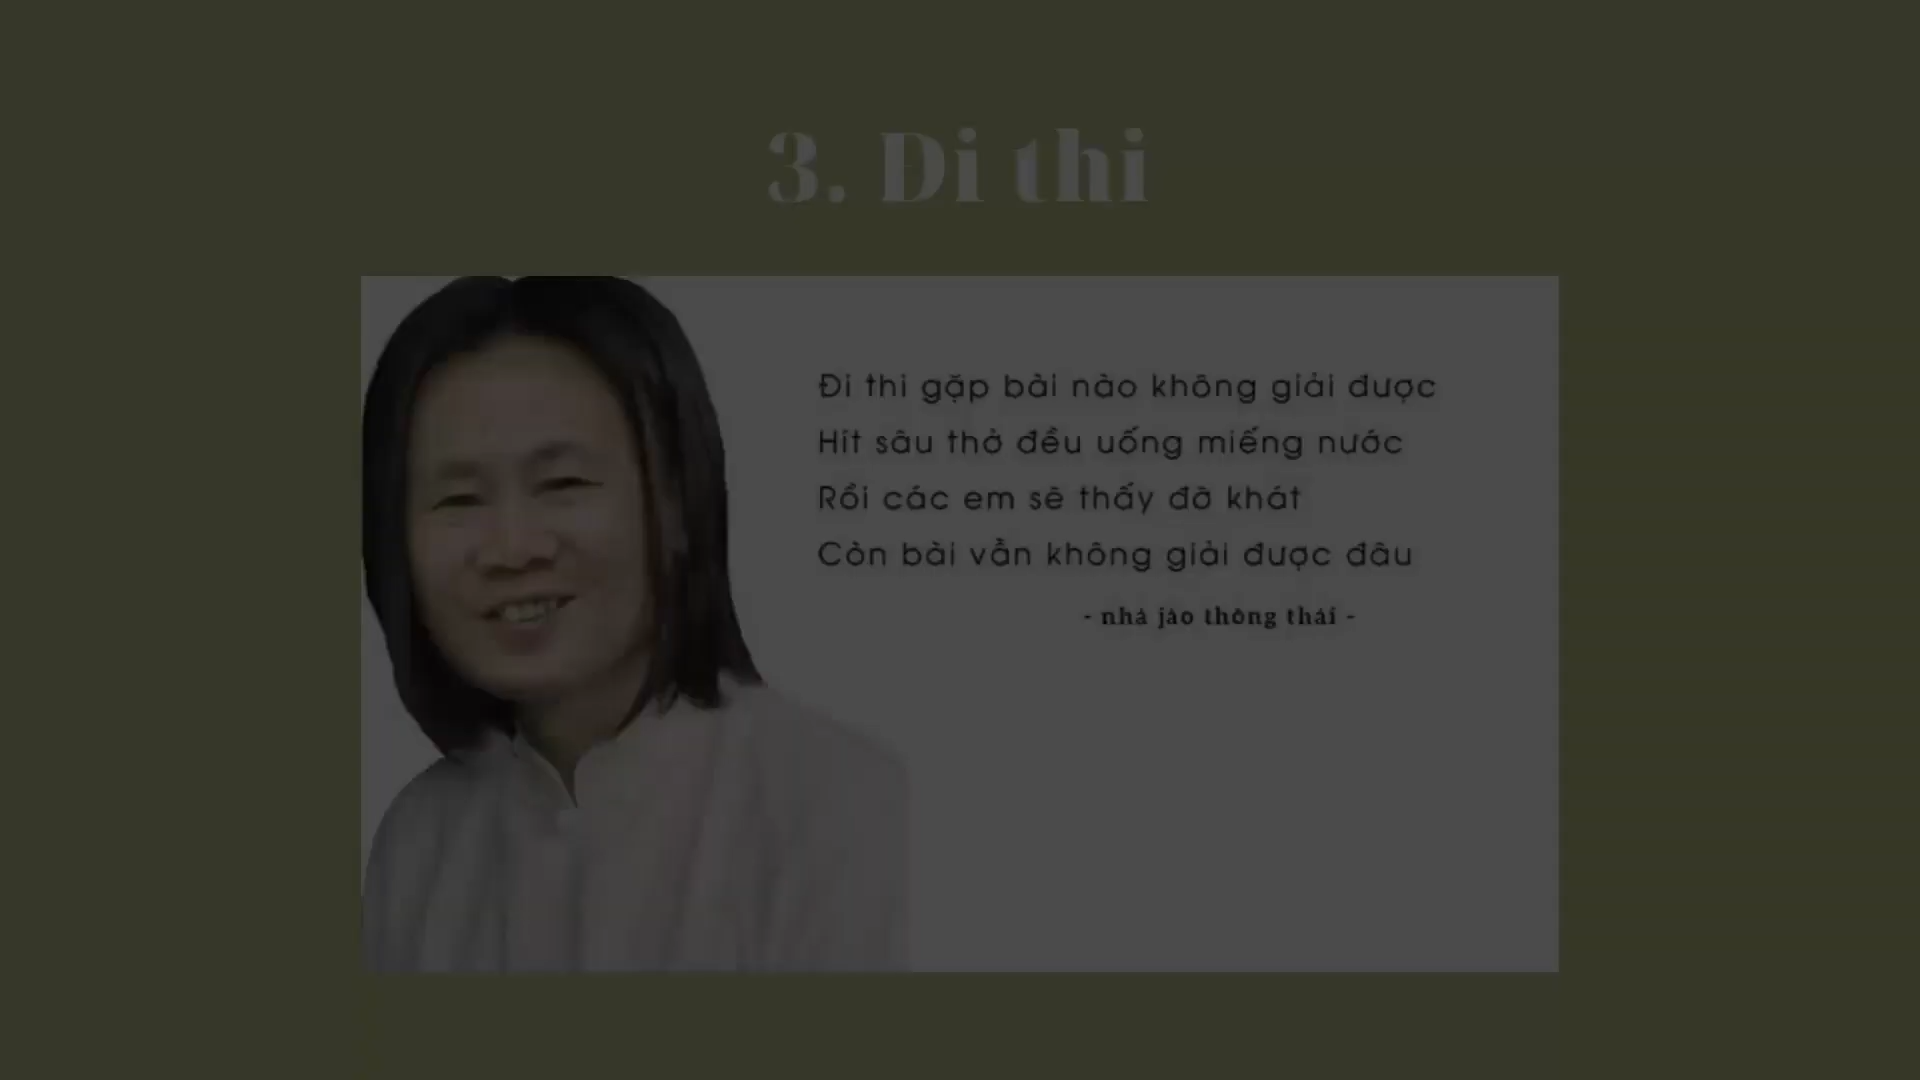 3. Đi thi
Đi thi gặp bài nào không giải được
Hít sâu thở đều uống miếng nước
Rồi các em sẽ thấy đỡ khát
Còn bài vẫn không giải được đâu
- nhà jáo thông thái -